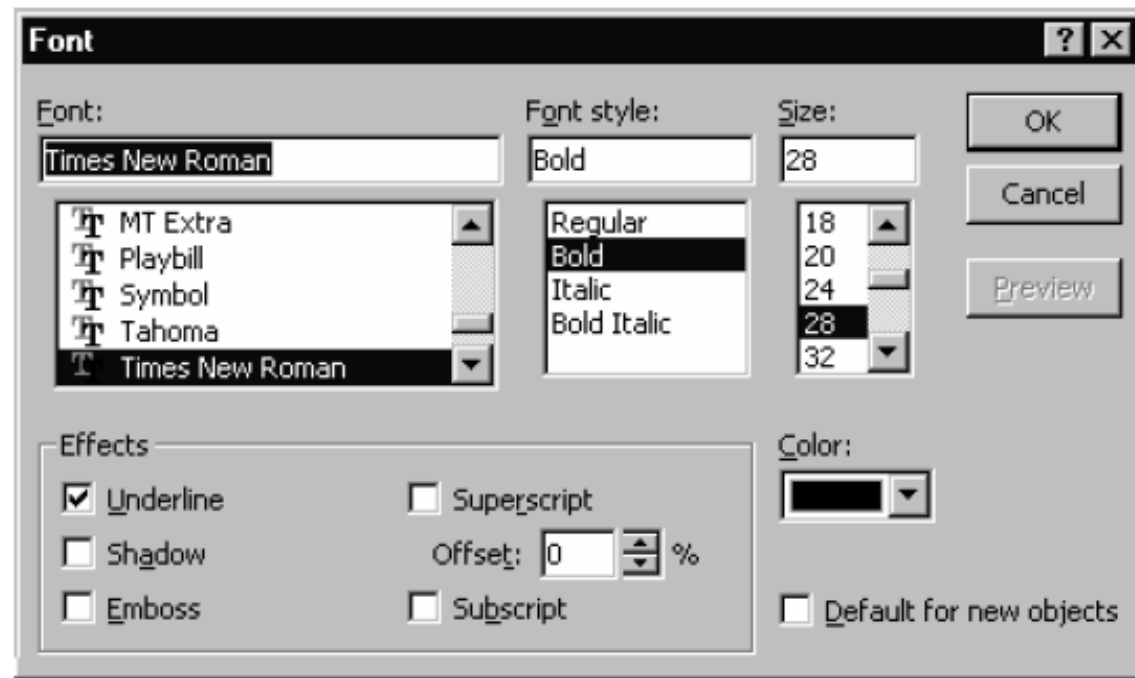 Font
Font: Font style: Size:
Times New Roman Bold 28 OK
MT Extra Regular 18 Cancel
Playbill Bold 20
Symbol Italic 24 Preview
Tahoma Bold Italic 28
Times New Roman 32
Effects Color:
Underline Superscript
Shadow Offset: 0 %
Emboss Subscript Default for new objects